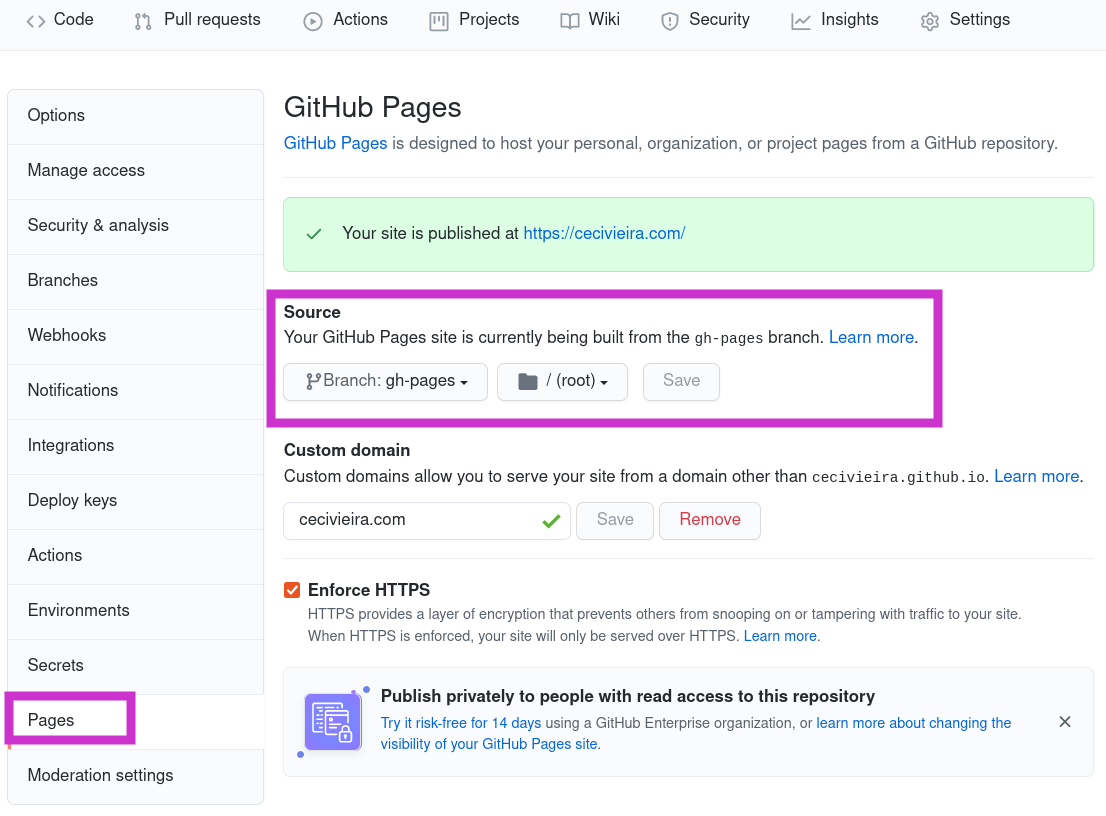 Code Pull requests Actions Projects Wiki Security Insights Settings
Options
Manage access
Security & analysis
Branches
Webhooks
Notifications
Integrations
Deploy keys
Actions
Environments
Secrets
Pages
Moderation settings
GitHub Pages
GitHub Pages is designed to host your personal, organization, or project pages from a GitHub repository.
Your site is published at https://cecivieira.com/
Source
Your GitHub Pages site is currently being built from the gh-pages branch. Learn more.
Branch: gh-pages / (root) Save
Custom domain
Custom domains allow you to serve your site from a domain other than cecivieira.github.io. Learn more.
cecivieira.com Save Remove
Enforce HTTPS
HTTPS provides a layer of encryption that prevents others from snooping on or tampering with traffic to your site.
When HTTPS is enforced, your site will only be served over HTTPS. Learn more.
Publish privately to people with read access to this repository
Try it risk-free for 14 days using a GitHub Enterprise organization, or learn more about changing the
visibility of your GitHub Pages site.